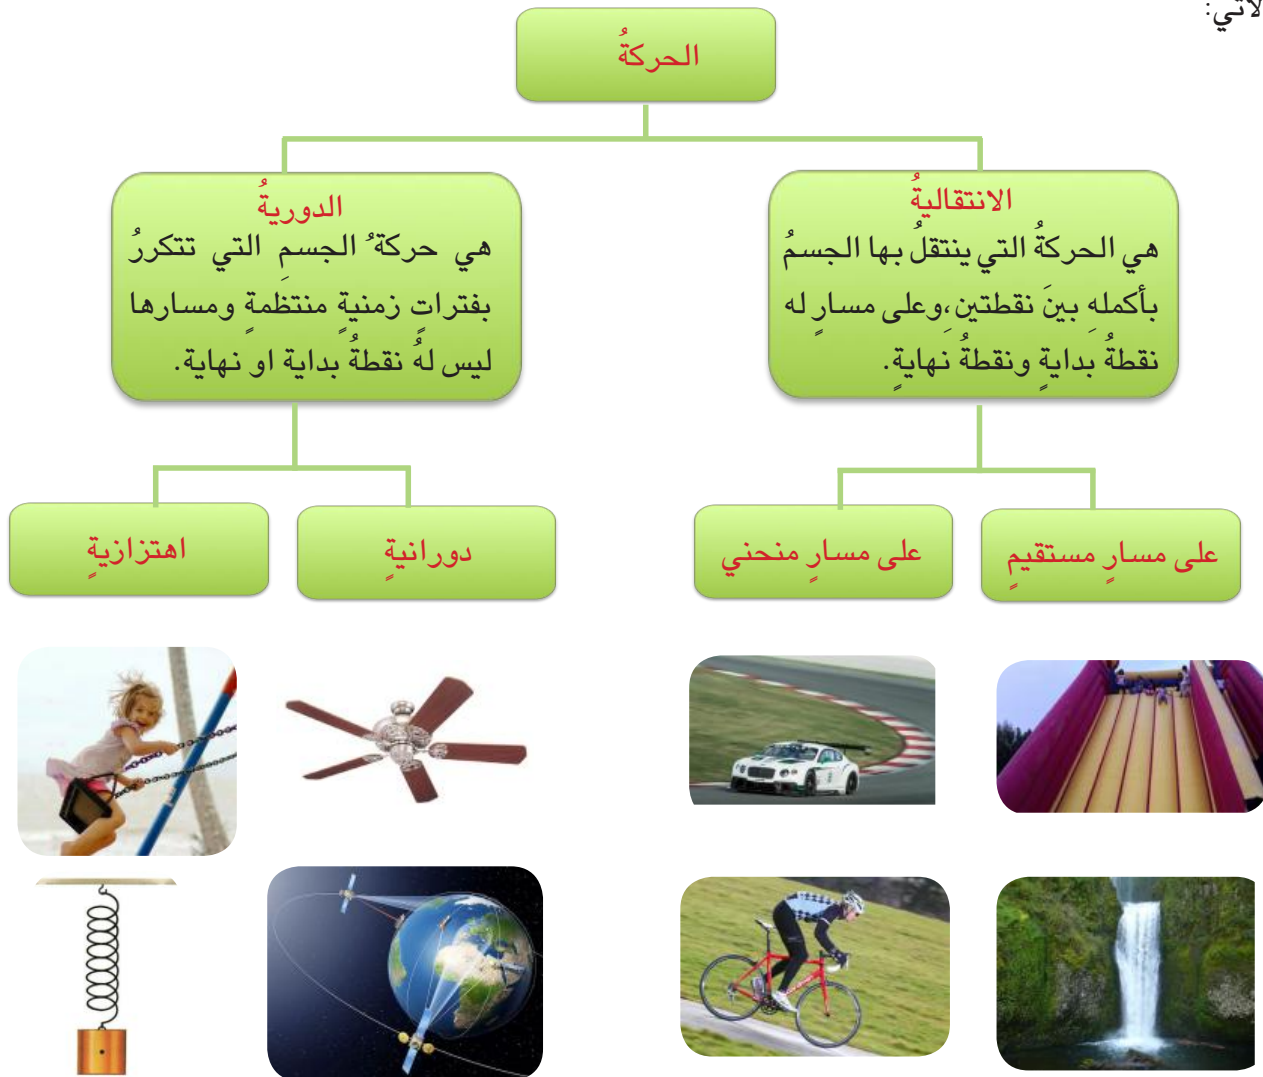 لآتي:
الحركةُ
الانتقاليةُ
هي الحركةُ التي ينتقلُ بها الجسمُ
بأكملهِ بينَ نقطتينِ،وعلى مسارٍ له
نقطةُ بدايةٍ ونقطةُ نهايةٍ.
الدوريةُ
هي حركة ُ الجسمِ التي تتكررُ
بفتراتٍ زمنيةٍ منتظمةٍ ومسارها
ليس لهُ نقطةُ بداية او نهاية.
على مسارٍ مستقيمٍ
على مسارٍ منحني
دورانيةٍ
اهتزازيةٍ